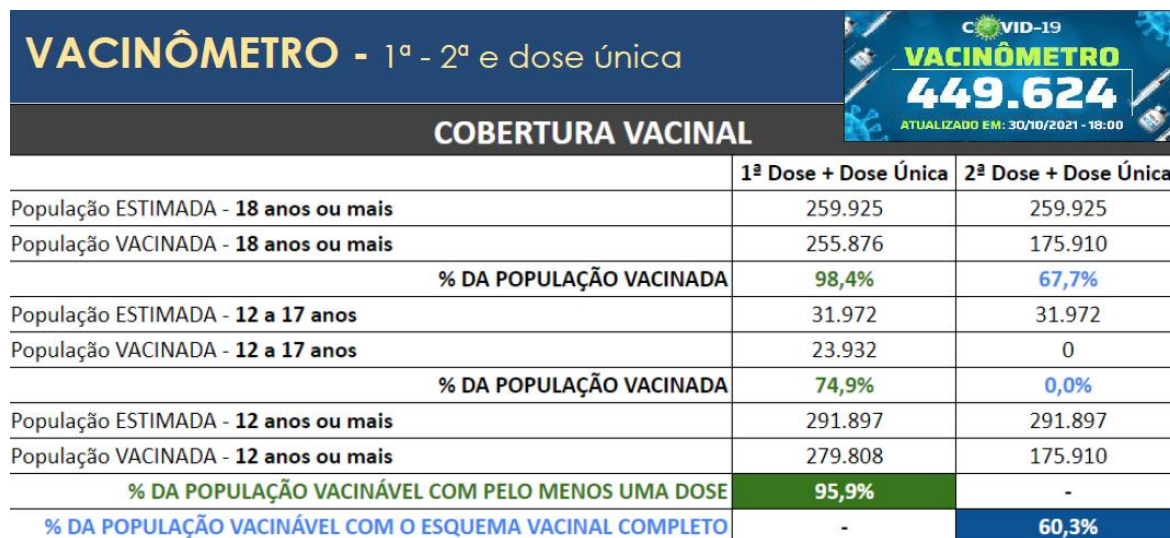 VACINÔMETRO - 1ª - 2ª e dose única
COVID-19
VACINÔMETRO
449.624
ATUALIZADO EM: 30/10/2021 - 18:00
COBERTURA VACINAL
1ª Dose + Dose Única 2ª Dose + Dose Única
População ESTIMADA - 18 anos ou mais 259.925 259.925
População VACINADA - 18 anos ou mais 255.876 175.910
% DA POPULAÇÃO VACINADA 98,4% 67,7%
População ESTIMADA - 12 a 17 anos 31.972 31.972
População VACINADA - 12 a 17 anos 23.932 0
% DA POPULAÇÃO VACINADA 74,9% 0,0%
População ESTIMADA - 12 anos ou mais 291.897 291.897
População VACINADA - 12 anos ou mais 279.808 175.910
% DA POPULAÇÃO VACINÁVEL COM PELO MENOS UMA DOSE 95,9% -
% DA POPULAÇÃO VACINÁVEL COM O ESQUEMA VACINAL COMPLETO - 60,3%